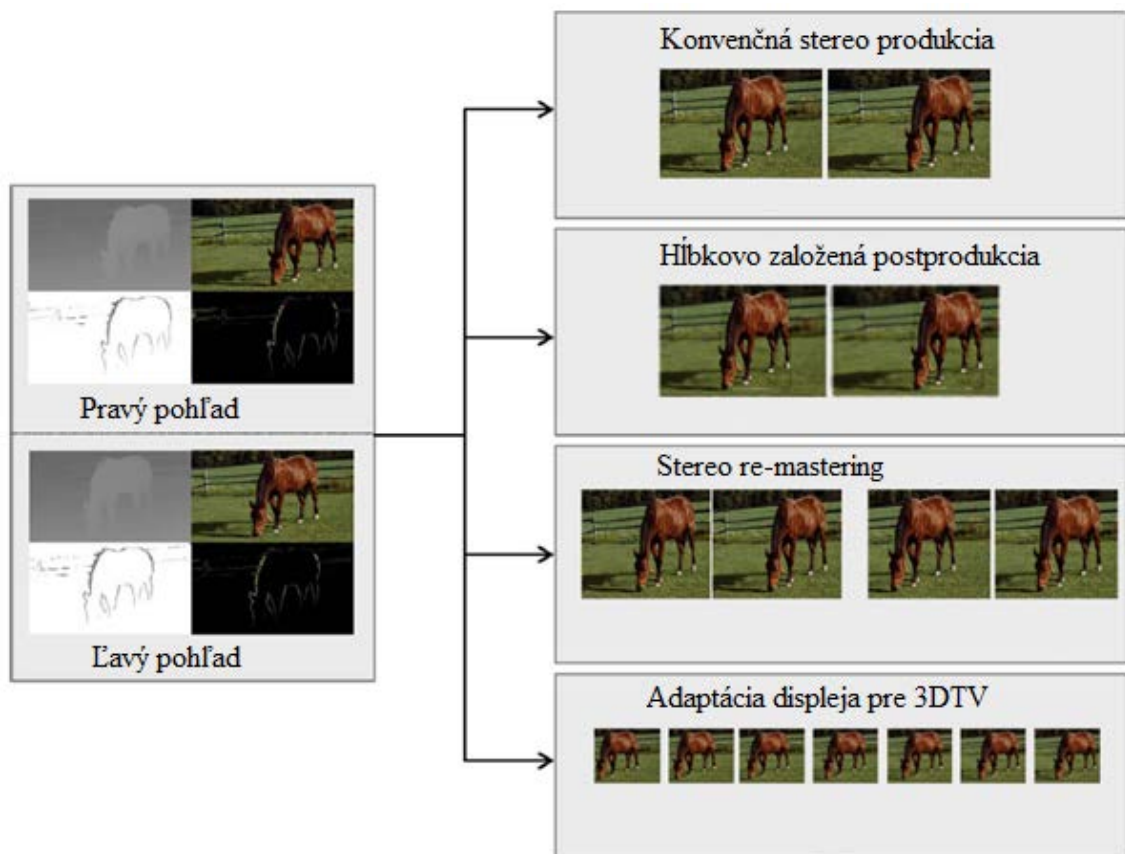 Konvenčná stereo produkcia
Hĺbkovo založená postprodukcia
Pravý pohľad
Stereo re-mastering
Ľavý pohľad
Adaptácia displeja pre 3DTV